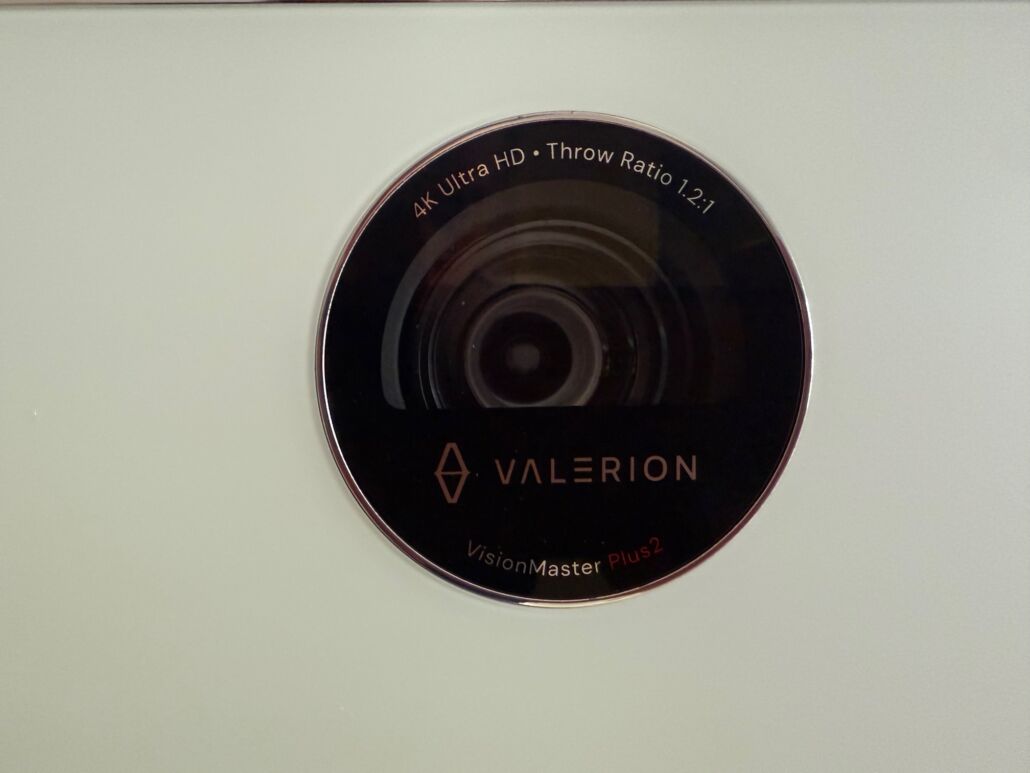 4K Ultra HD • Throw Ratio 1.2:1
VALERION
VisionMaster Plus2